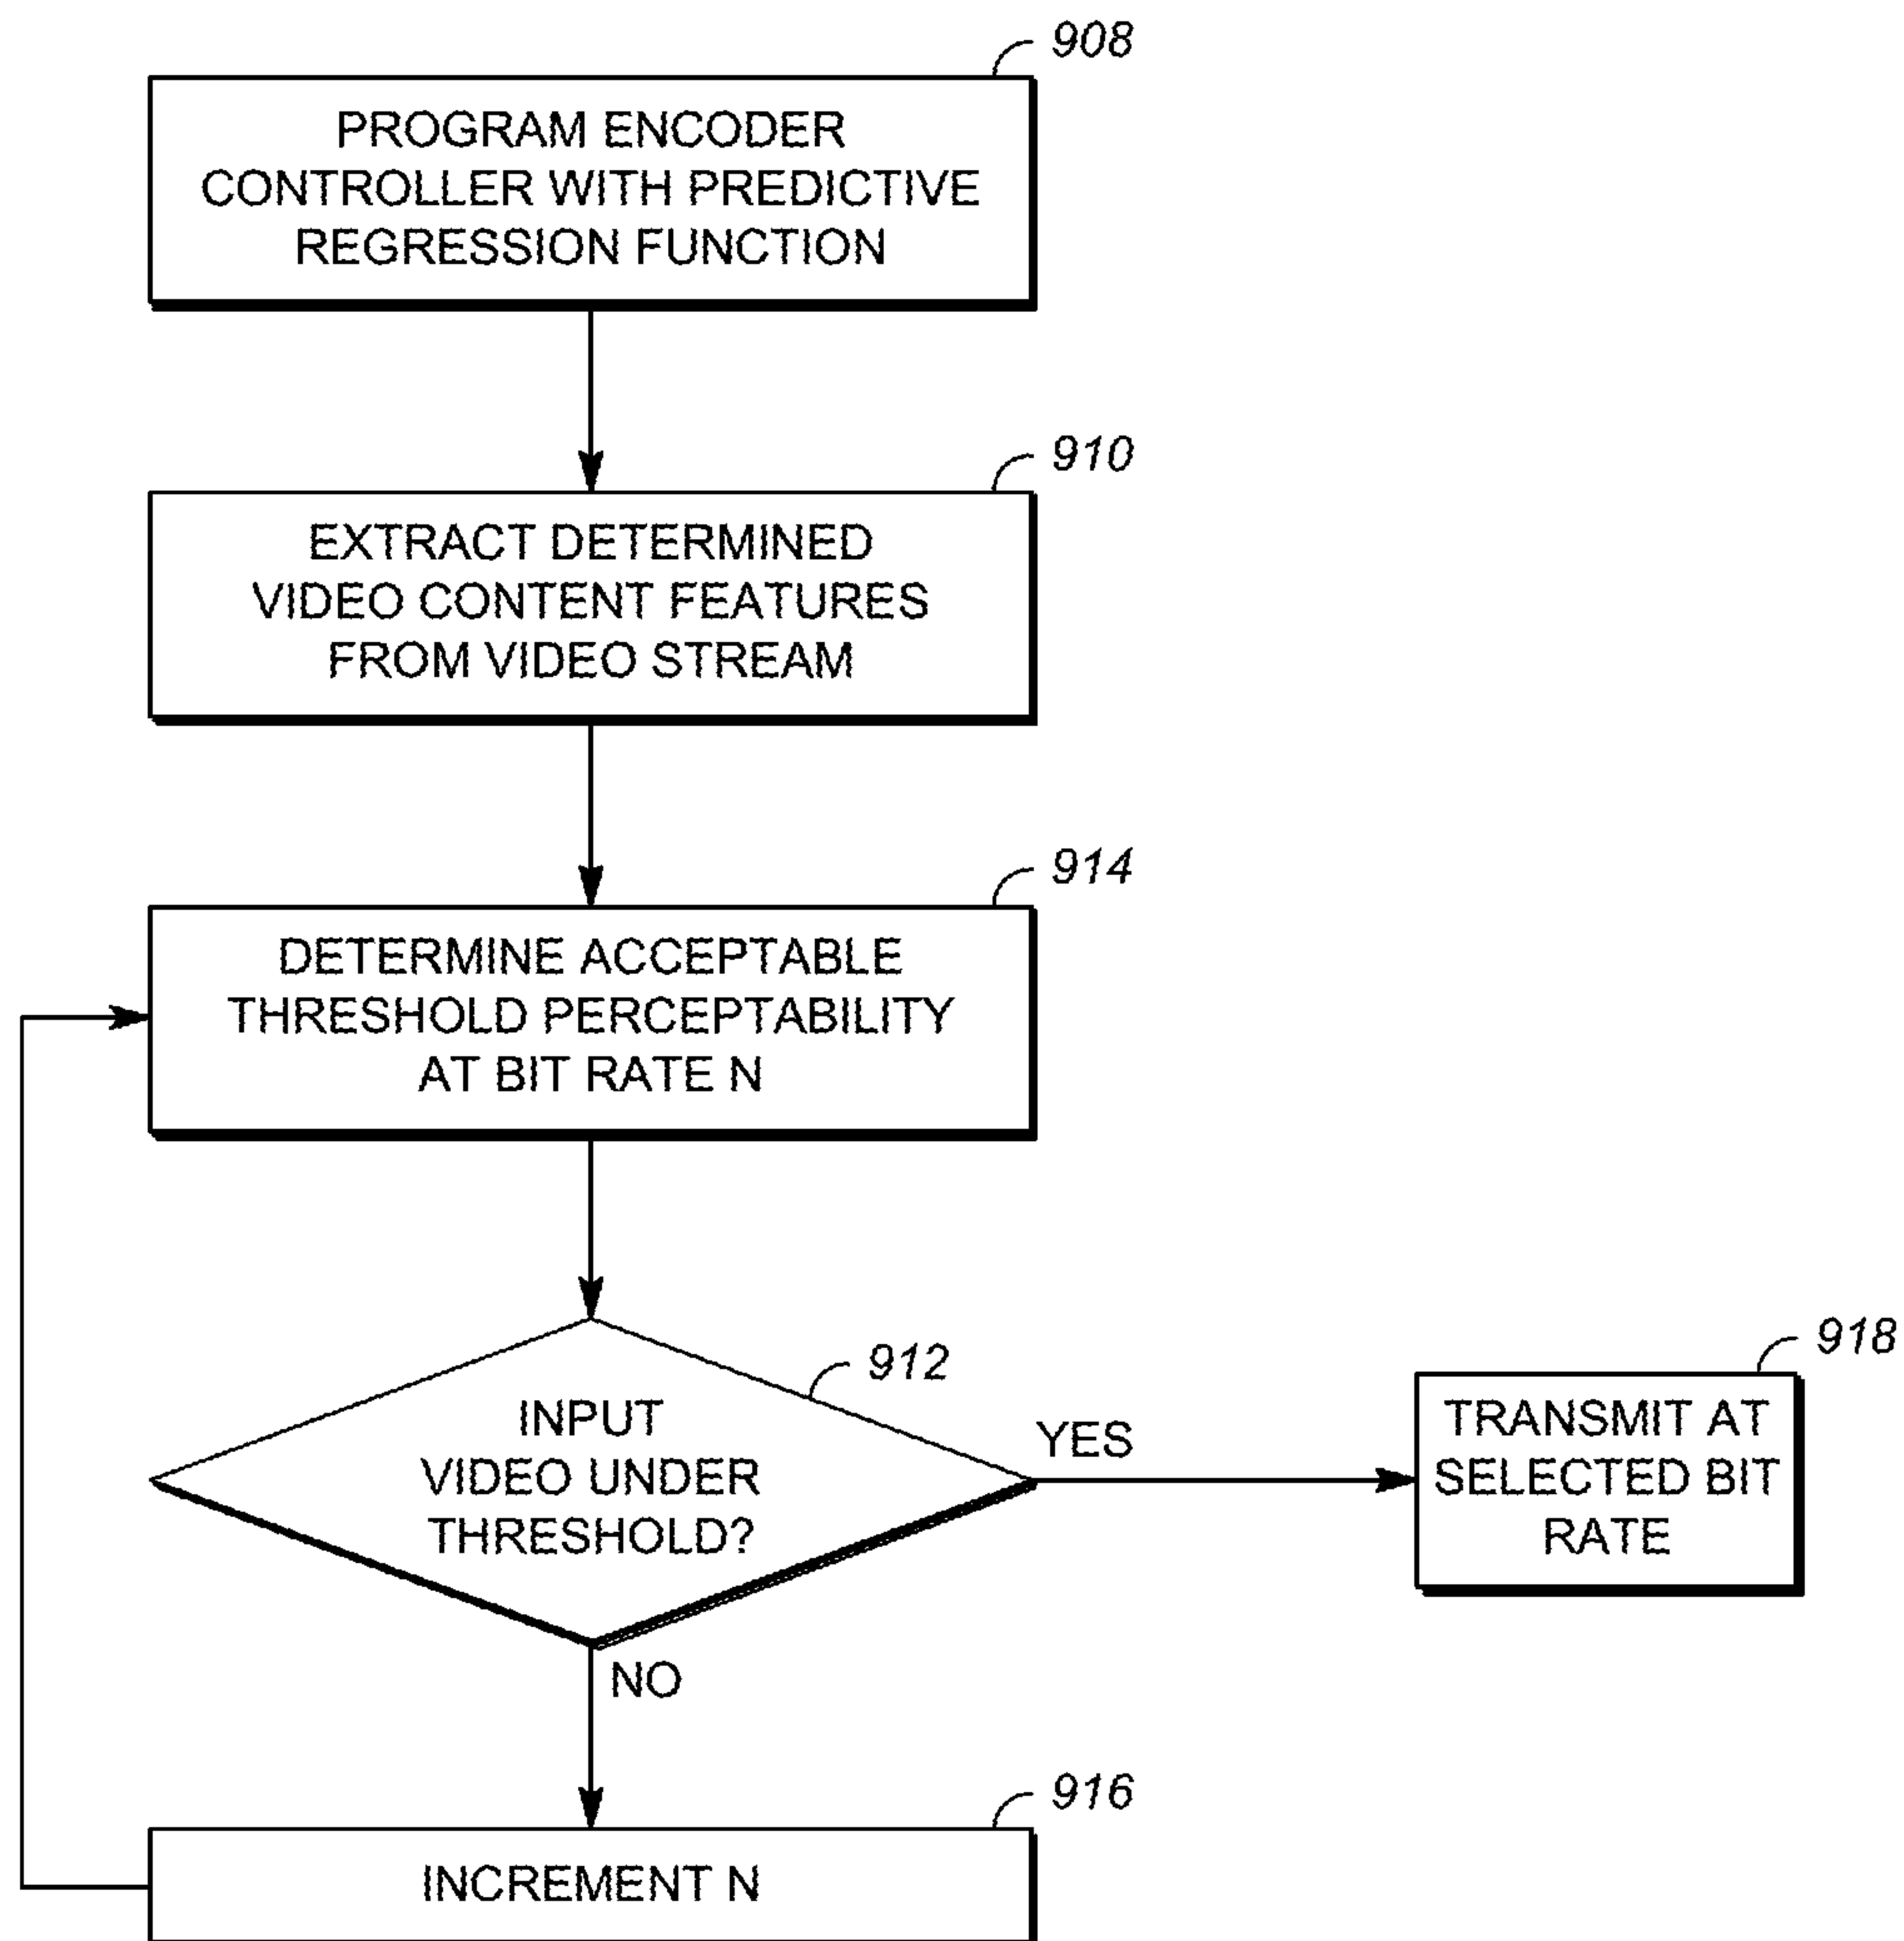 908
PROGRAM ENCODER
CONTROLLER WITH PREDICTIVE
REGRESSION FUNCTION
910
EXTRACT DETERMINED
VIDEO CONTENT FEATURES
FROM VIDEO STREAM
914
DETERMINE ACCEPTABLE
THRESHOLD PERCEPTABILITY
AT BIT RATE N
912
INPUT
VIDEO UNDER
THRESHOLD?
YES
918
TRANSMIT AT
SELECTED BIT
RATE
NO
916
INCREMENT N